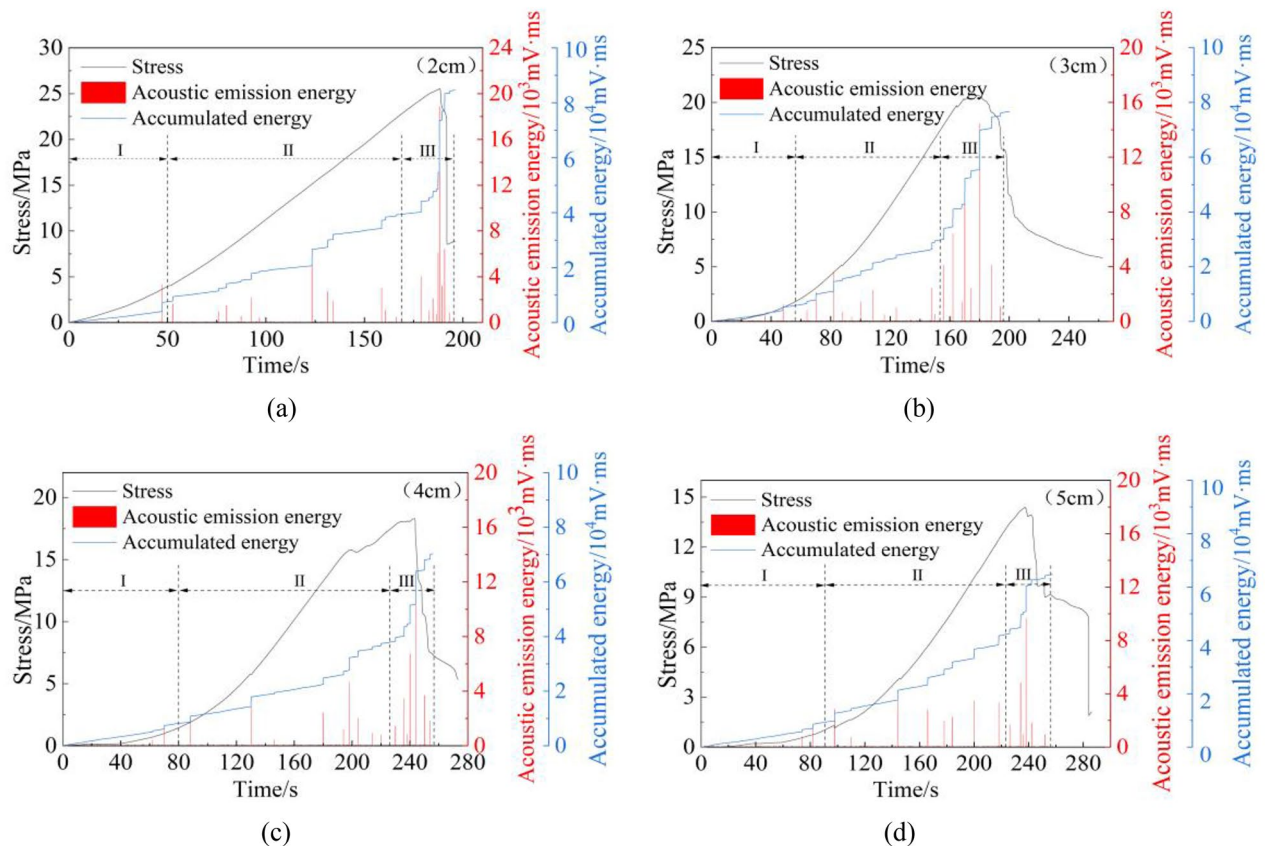 (2cm)
Stress
Acoustic emission energy
Accumulated energy
I II III
30
25
20
15
10
5
0
Stress/MPa
0 50 100 150 200
Time/s
24
20
16
12
8
4
0
Acoustic emission energy/10³mV·ms
10
8
6
4
2
0
Accumulated energy/10⁴mV·ms
(a)
(3cm)
Stress
Acoustic emission energy
Accumulated energy
I II III
25
20
15
10
5
0
Stress/MPa
0 40 80 120 160 200 240
Time/s
20
16
12
8
4
0
Acoustic emission energy/10³mV·ms
10
8
6
4
2
0
Accumulated energy/10⁴mV·ms
(b)
(4cm)
Stress
Acoustic emission energy
Accumulated energy
I II III
20
15
10
5
0
Stress/MPa
0 40 80 120 160 200 240 280
Time/s
20
16
12
8
4
0
Acoustic emission energy/10³mV·ms
10
8
6
4
2
0
Accumulated energy/10⁴mV·ms
(c)
(5cm)
Stress
Acoustic emission energy
Accumulated energy
I II III
15
12
9
6
3
0
Stress/MPa
0 40 80 120 160 200 240 280
Time/s
20
16
12
8
4
0
Acoustic emission energy/10³mV·ms
10
8
6
4
2
0
Accumulated energy/10⁴mV·ms
(d)